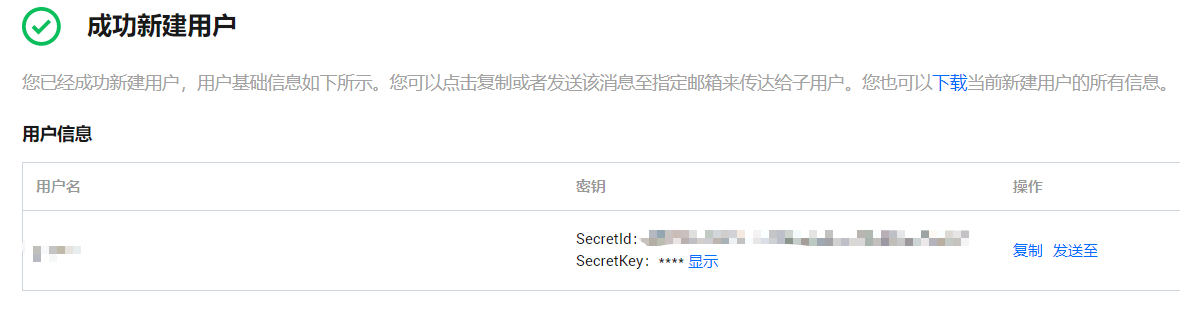 成功新建用户
您已经成功新建用户，用户基础信息如下所示。您可以点击复制或者发送该消息至指定邮箱来传达给子用户。您也可以下载当前新建用户的所有信息。
用户信息
用户名 密钥 操作
SecretId：
SecretKey：**** 显示
复制 发送至